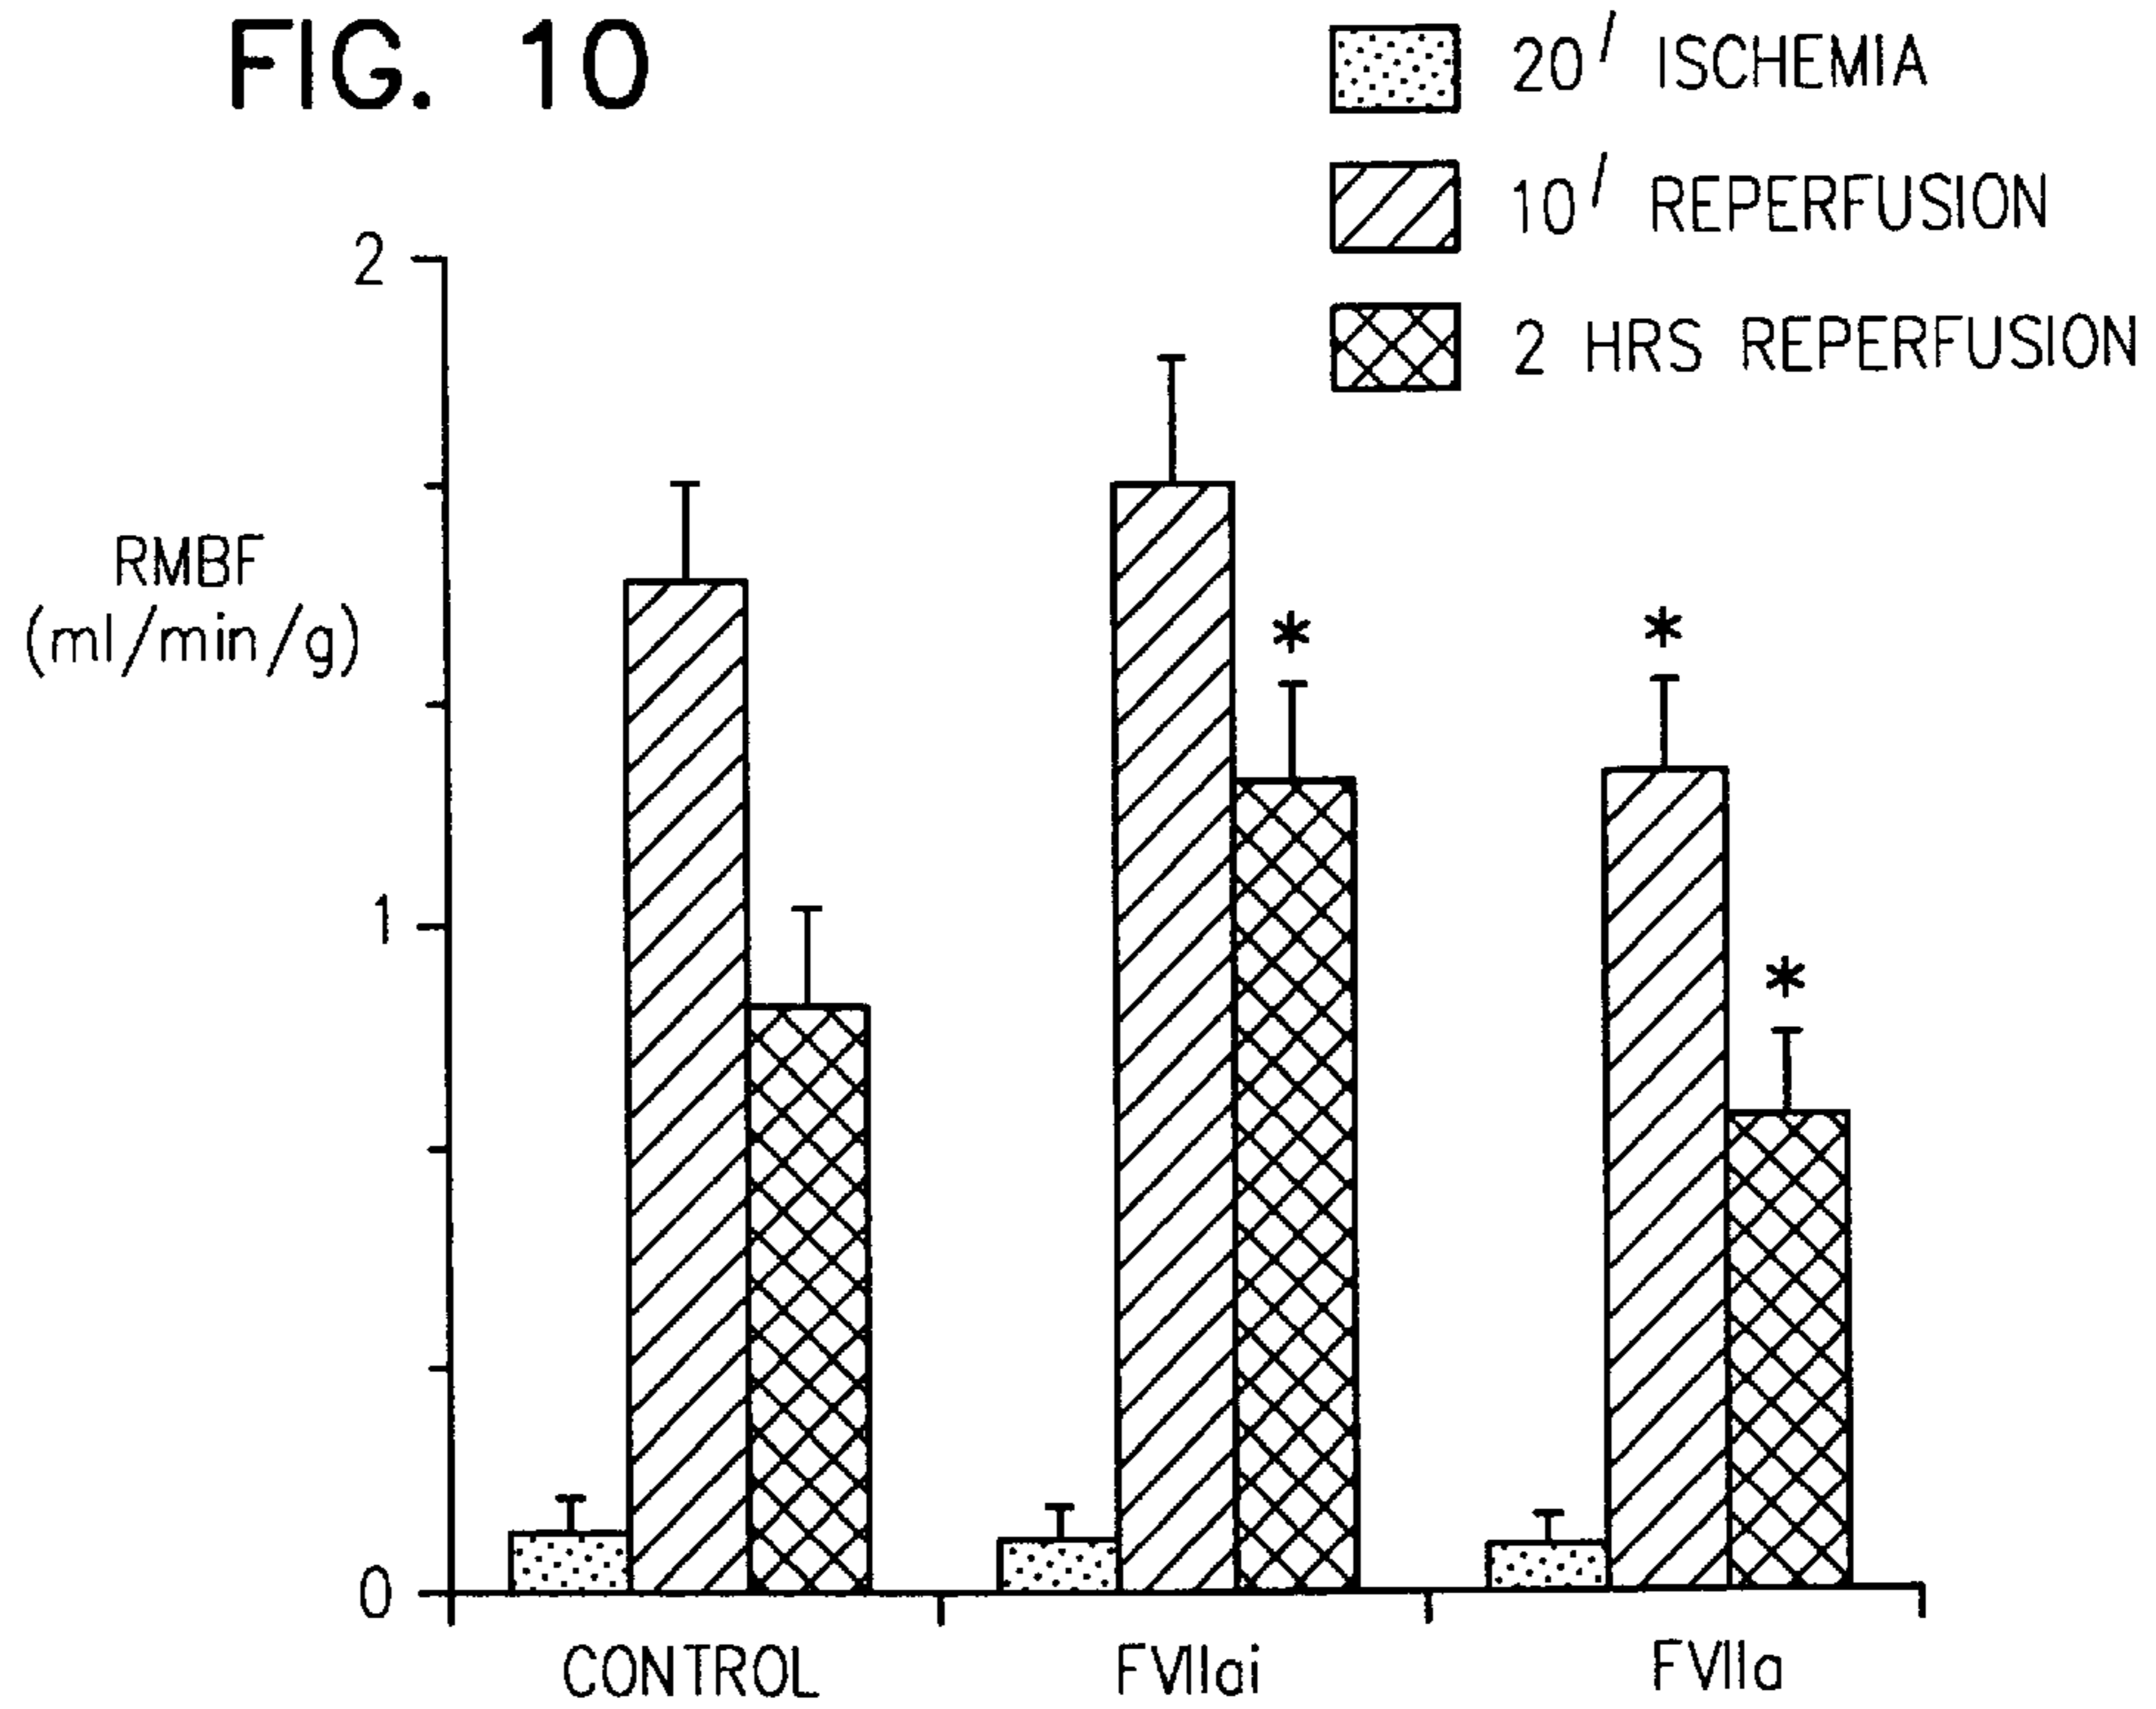 FIG. 10
20' ISCHEMIA
10' REPERFUSION
2 HRS REPERFUSION
2
RMBF
(ml/min/g)
*
*
1
*
0
CONTROL
FVIIai
FVIIa